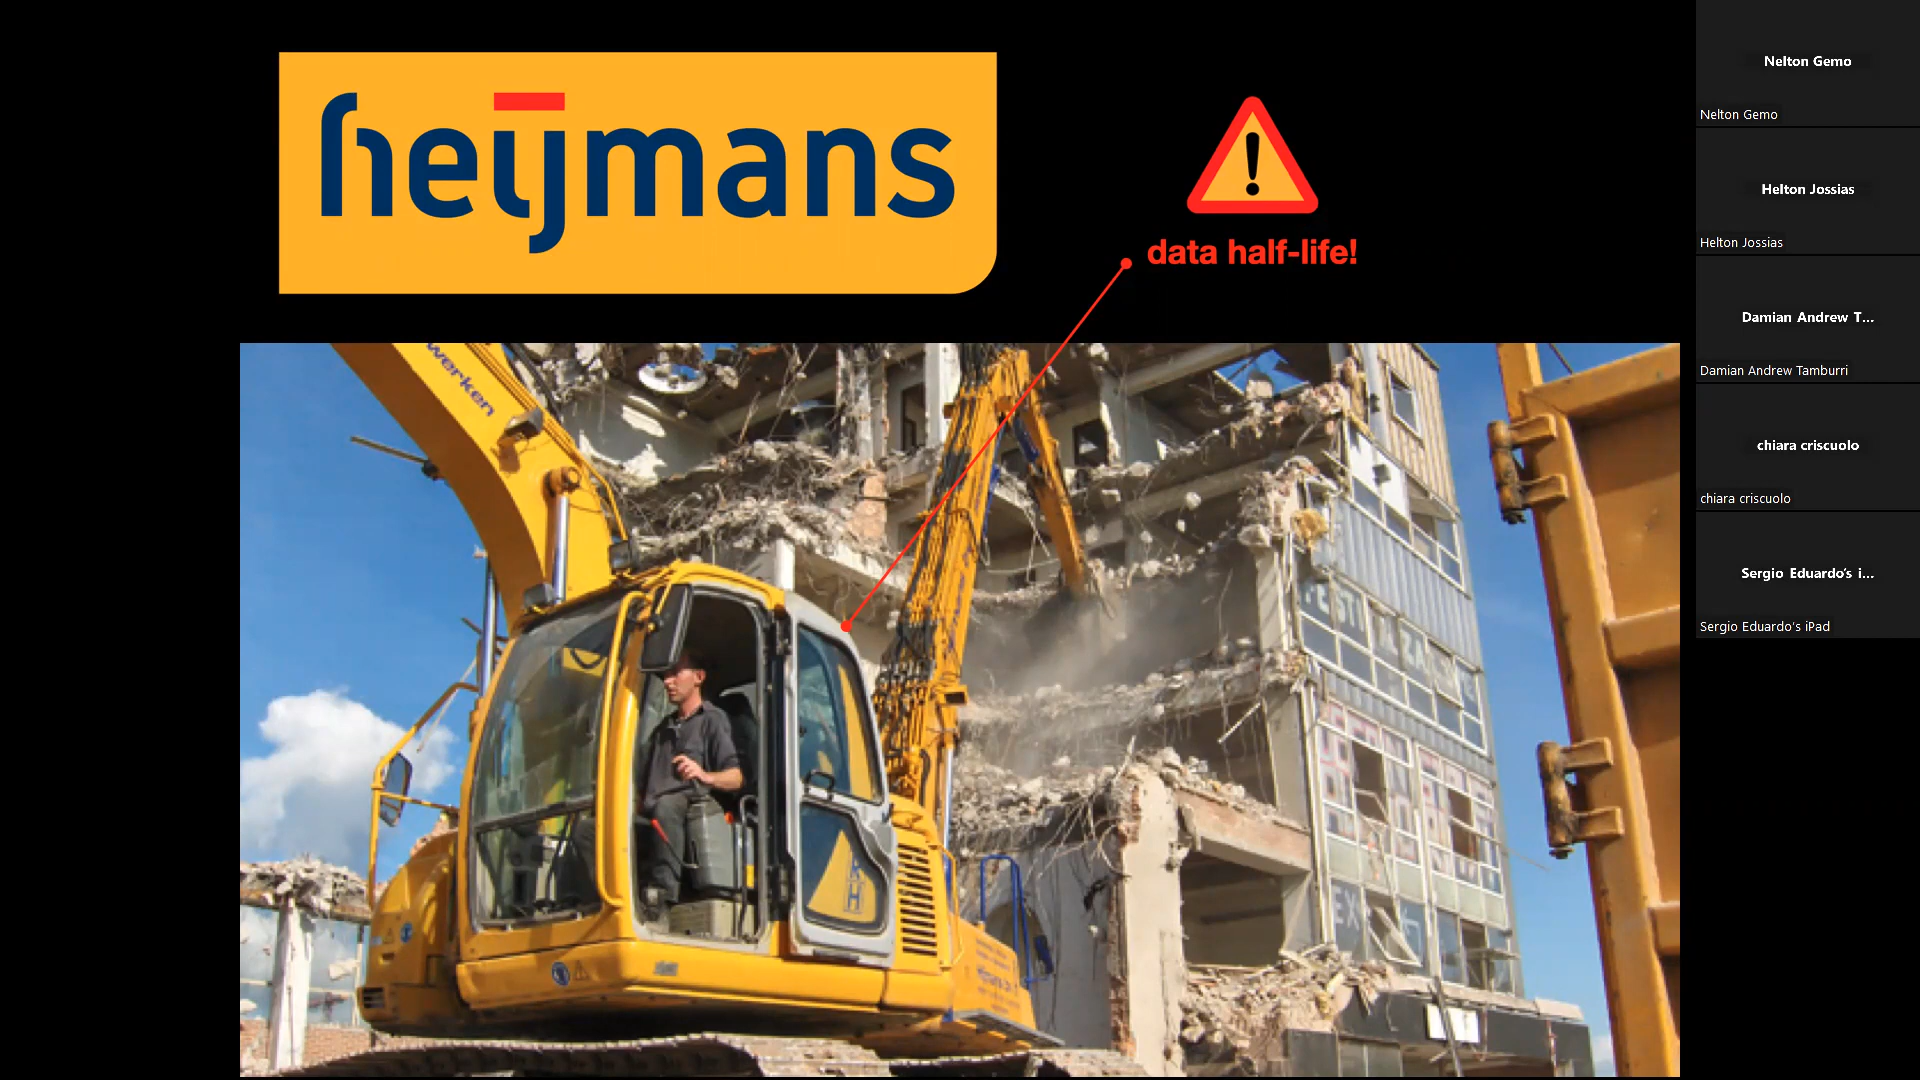 heijmans
!
data half-life!
werken
Nelton Gemo
Nelton Gemo
Helton Jossias
Helton Jossias
Damian Andrew T...
Damian Andrew Tamburri
chiara criscuolo
chiara criscuolo
Sergio Eduardo's i...
Sergio Eduardo's iPad